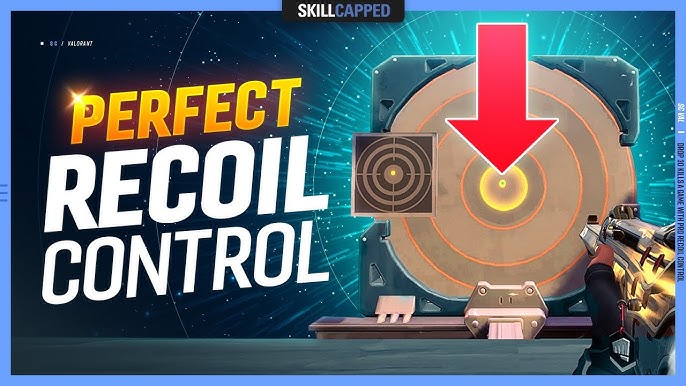 SKILLCAPPED
SC / VALORANT
PERFECT
RECOIL
CONTROL
SC VAL | DROP 30 KILLS A GAME WITH PRO RECOIL CONTROL